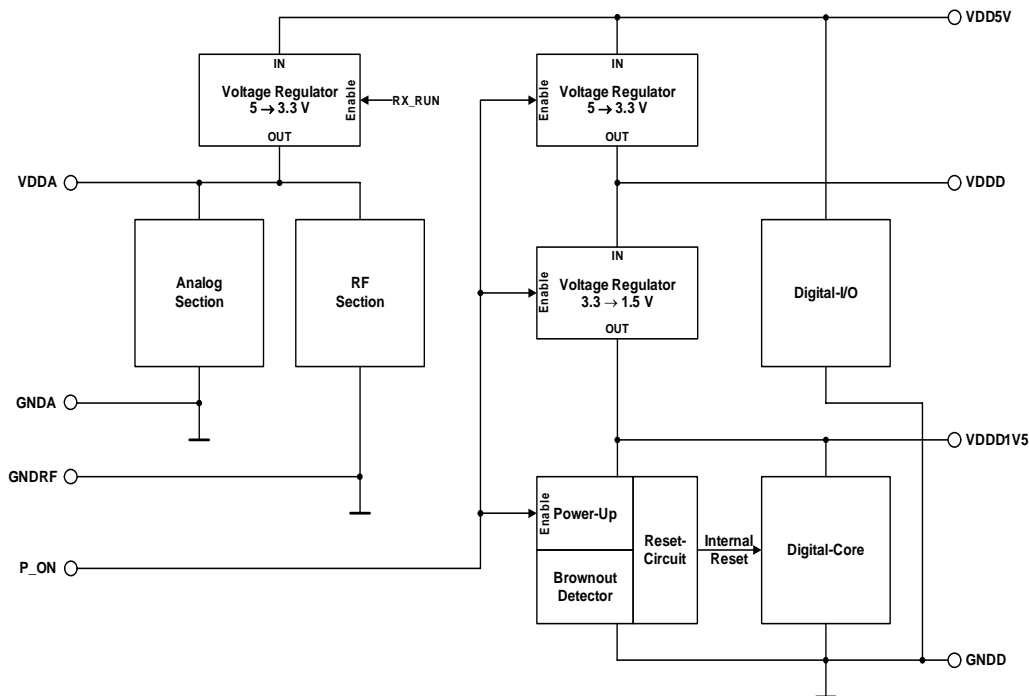 VDD5V
IN
Voltage Regulator
5 → 3.3 V
Enable
OUT
RX_RUN
IN
Enable
Voltage Regulator
5 → 3.3 V
OUT
VDDA
VDDD
Analog
Section
RF
Section
IN
Enable
Voltage Regulator
3.3 → 1.5 V
OUT
Digital-I/O
GNDA
VDDD1V5
GNDRF
Enable
Power-Up
Brownout
Detector
Reset-
Circuit
Internal
Reset
Digital-Core
P_ON
GNDD